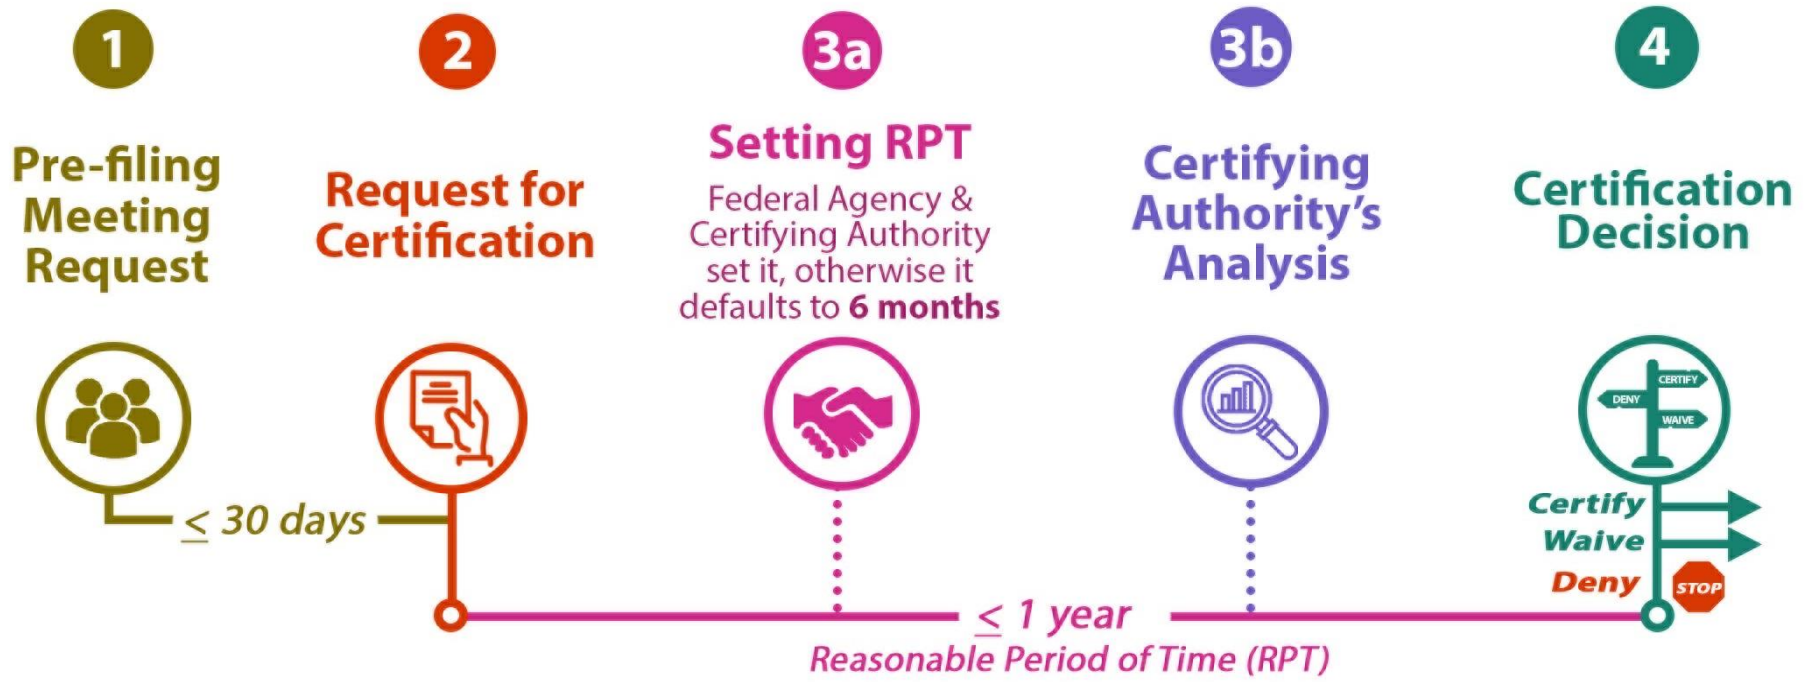 1
Pre-filing
Meeting
Request
≤ 30 days
2
Request for
Certification
3a
Setting RPT
Federal Agency &
Certifying Authority
set it, otherwise it
defaults to 6 months
3b
Certifying
Authority’s
Analysis
≤ 1 year
Reasonable Period of Time (RPT)
4
Certification
Decision
CERTIFY
DENY
WAIVE
Certify
Waive
Deny
STOP